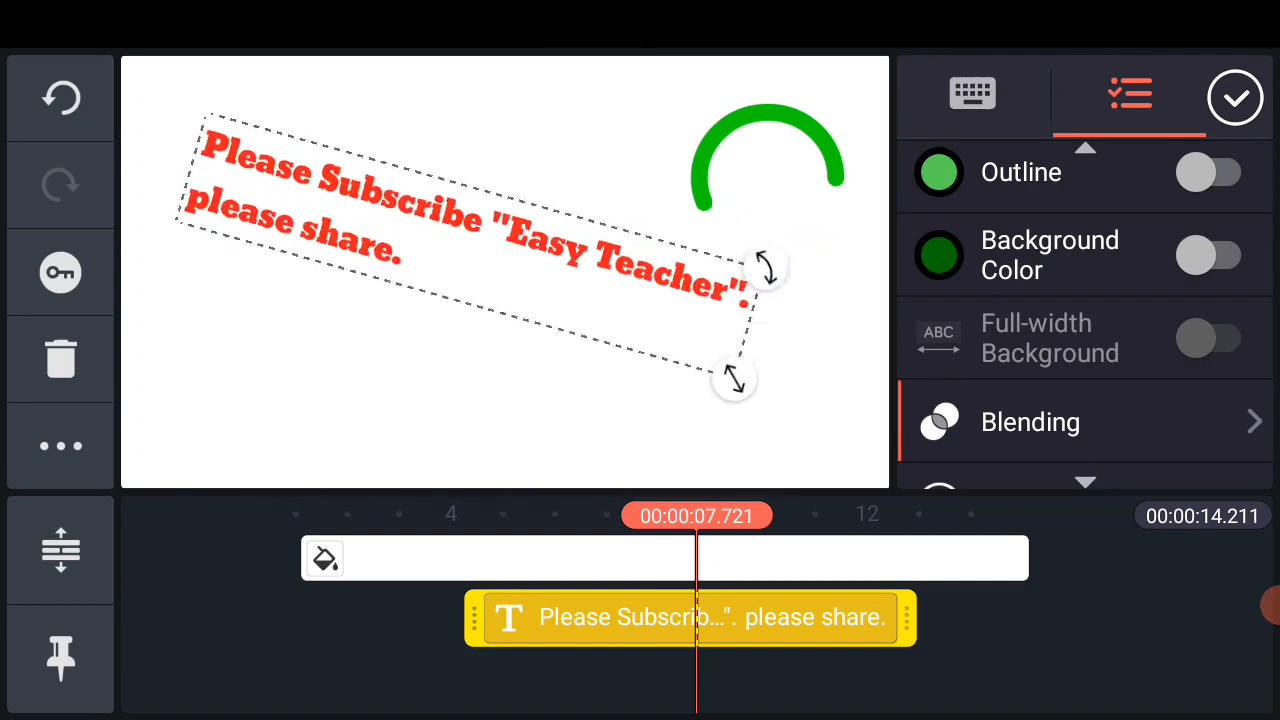 Please Subscribe "Easy Teacher".
please share.
Outline
Background
Color
ABC
Full-width
Background
Blending
4
00:00:07.721
12
00:00:14.211
T Please Subscrib...". please share.